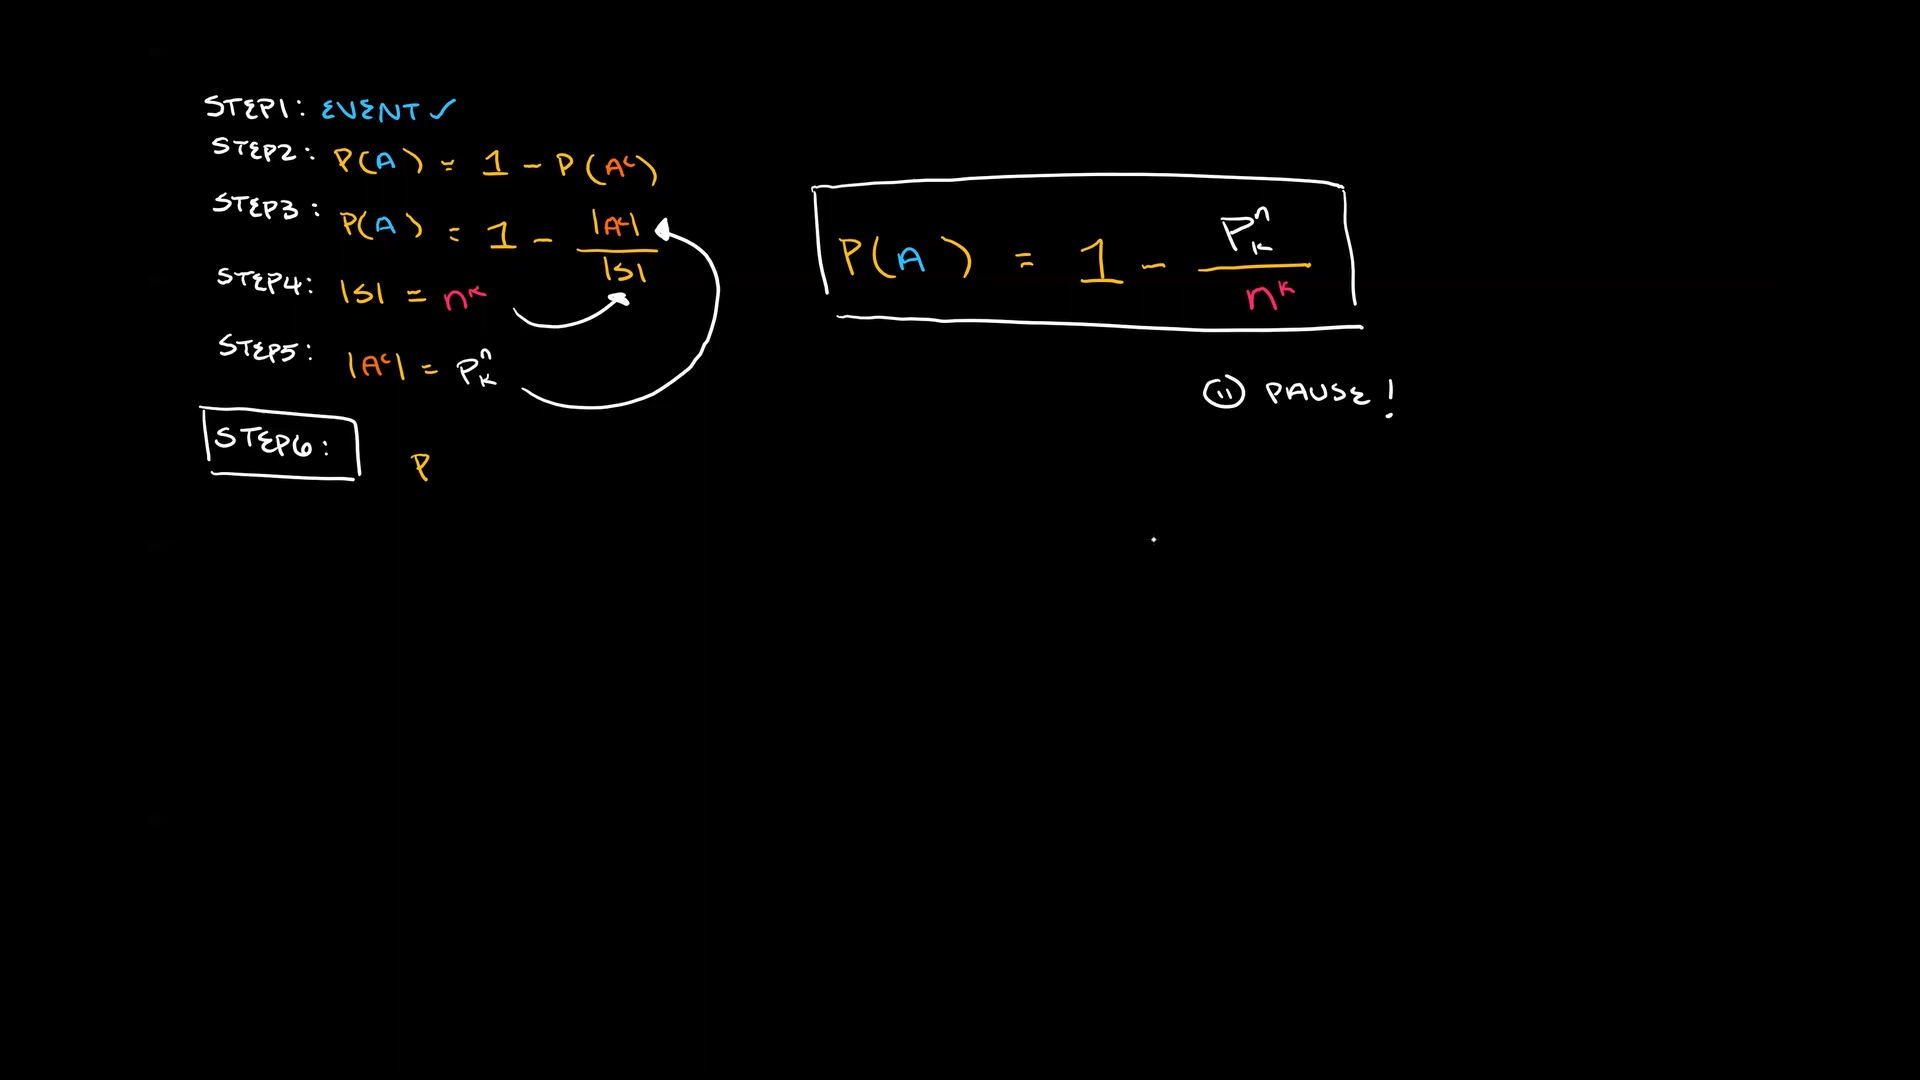 STEP1: EVENT ✓
STEP2: P(A) = 1 - P(Aᶜ)
STEP3: P(A) = 1 - |Aᶜ| / |S|
STEP4: |S| = nᵏ
STEP5: |Aᶜ| = Pₖⁿ
STEP6: P
P(A) = 1 - Pₖⁿ / nᵏ
⏸ PAUSE!